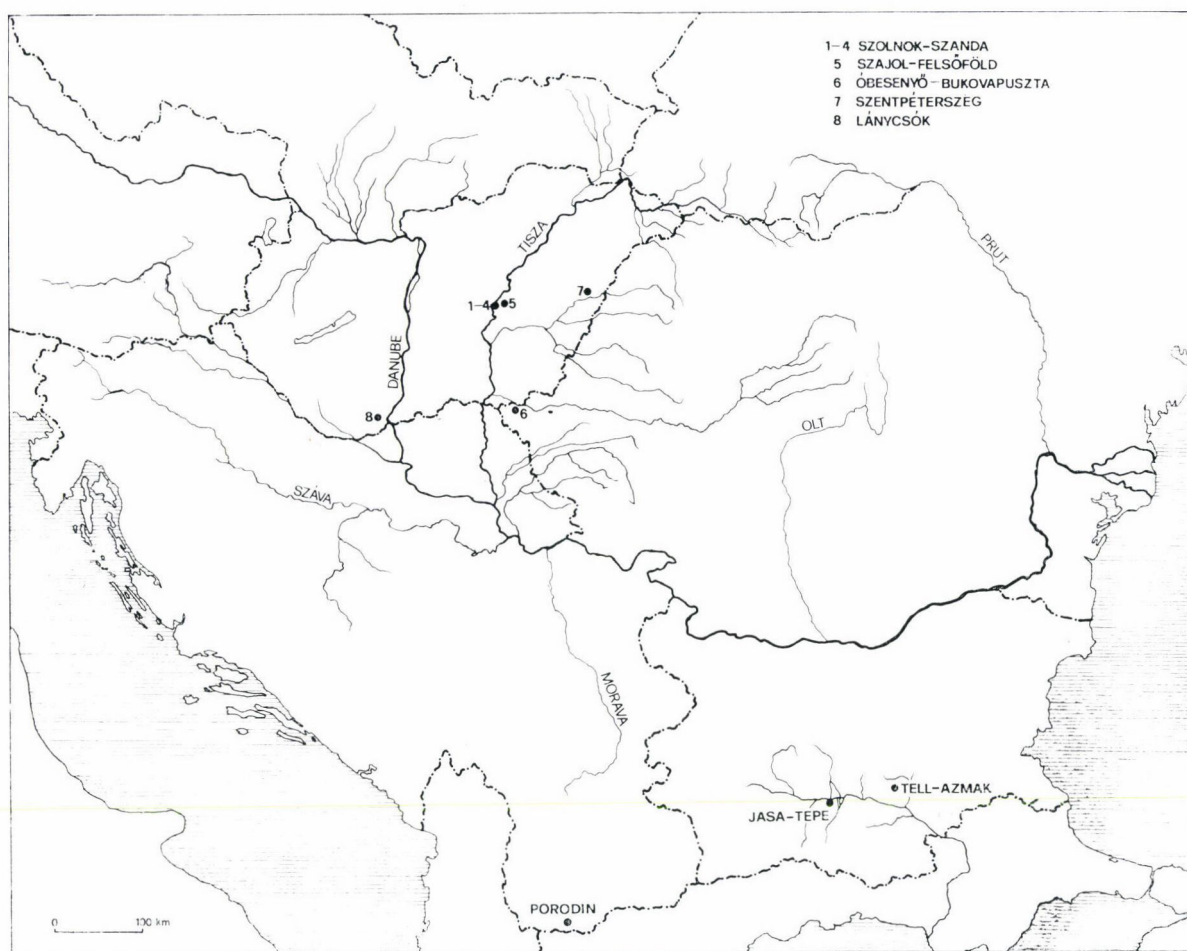 1-4 SZOLNOK-SZANDA
5 SZAJOL-FELSŐFÖLD
6 ÓBESENYŐ-BUKOVAPUSZTA
7 SZENTPÉTERSZEG
8 LÁNYCSÓK
TISZA
PRUT
7
1-4
5
DANUBE
8
6
OLT
SZÁVA
MORAVA
TELL-AZMAK
JASA-TEPE
PORODIN
0 100 km